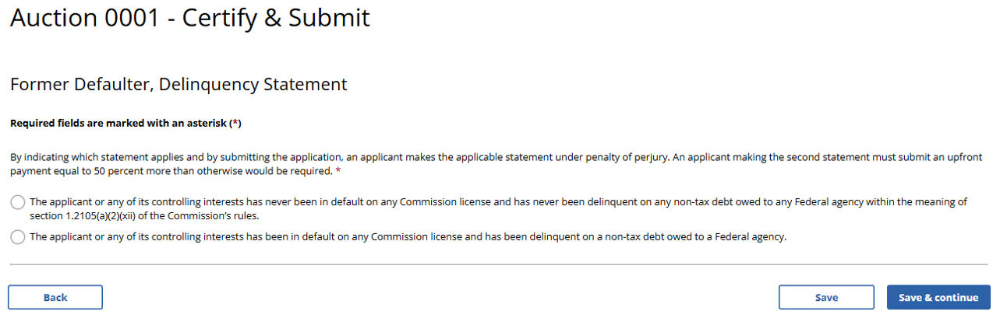 Auction 0001 - Certify & Submit
Former Defaulter, Delinquency Statement
Required fields are marked with an asterisk (*)
By indicating which statement applies and by submitting the application, an applicant makes the applicable statement under penalty of perjury. An applicant making the second statement must submit an upfront
payment equal to 50 percent more than otherwise would be required. *
The applicant or any of its controlling interests has never been in default on any Commission license and has never been delinquent on any non-tax debt owed to any Federal agency within the meaning of
section 1.2105(a)(2)(xii) of the Commission's rules.
The applicant or any of its controlling interests has been in default on any Commission license and has been delinquent on a non-tax debt owed to a Federal agency.
Back
Save
Save & continue